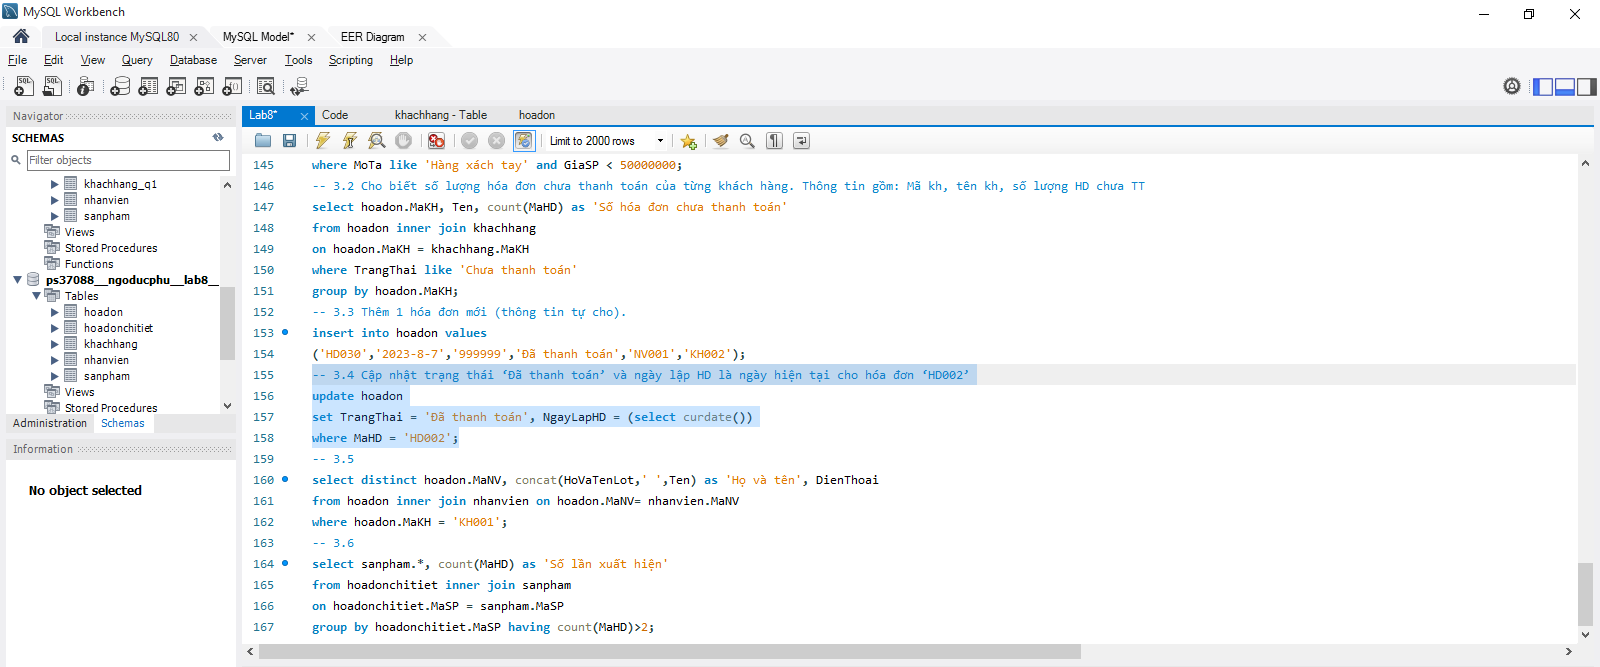 MySQL Workbench
Local instance MySQL80
MySQL Model*
EER Diagram
File Edit View Query Database Server Tools Scripting Help
Navigator
SCHEMAS
Filter objects
khachhang_q1
nhanvien
sanpham
Views
Stored Procedures
Functions
ps37088__ngoducphu__lab8__
Tables
hoadon
hoadonchitiet
khachhang
nhanvien
sanpham
Views
Stored Procedures
Administration Schemas
Information
No object selected
Lab8* Code khachhang - Table hoadon
Limit to 2000 rows
145 where MoTa like 'Hàng xách tay' and GiaSP < 50000000;
146 -- 3.2 Cho biết số lượng hóa đơn chưa thanh toán của từng khách hàng. Thông tin gồm: Mã kh, tên kh, số lượng HD chưa TT
147 select hoadon.MaKH, Ten, count(MaHD) as 'Số hóa đơn chưa thanh toán'
148 from hoadon inner join khachhang
149 on hoadon.MaKH = khachhang.MaKH
150 where TrangThai like 'Chưa thanh toán'
151 group by hoadon.MaKH;
152 -- 3.3 Thêm 1 hóa đơn mới (thông tin tự cho).
153 insert into hoadon values
154 ('HD030','2023-8-7','999999','Đã thanh toán','NV001','KH002');
155 -- 3.4 Cập nhật trạng thái ‘Đã thanh toán’ và ngày lập HD là ngày hiện tại cho hóa đơn ‘HD002’
156 update hoadon
157 set TrangThai = 'Đã thanh toán', NgayLapHD = (select curdate())
158 where MaHD = 'HD002';
159 -- 3.5
160 select distinct hoadon.MaNV, concat(HoVaTenLot,' ',Ten) as 'Họ và tên', DienThoai
161 from hoadon inner join nhanvien on hoadon.MaNV= nhanvien.MaNV
162 where hoadon.MaKH = 'KH001';
163 -- 3.6
164 select sanpham.*, count(MaHD) as 'Số lần xuất hiện'
165 from hoadonchitiet inner join sanpham
166 on hoadonchitiet.MaSP = sanpham.MaSP
167 group by hoadonchitiet.MaSP having count(MaHD)>2;